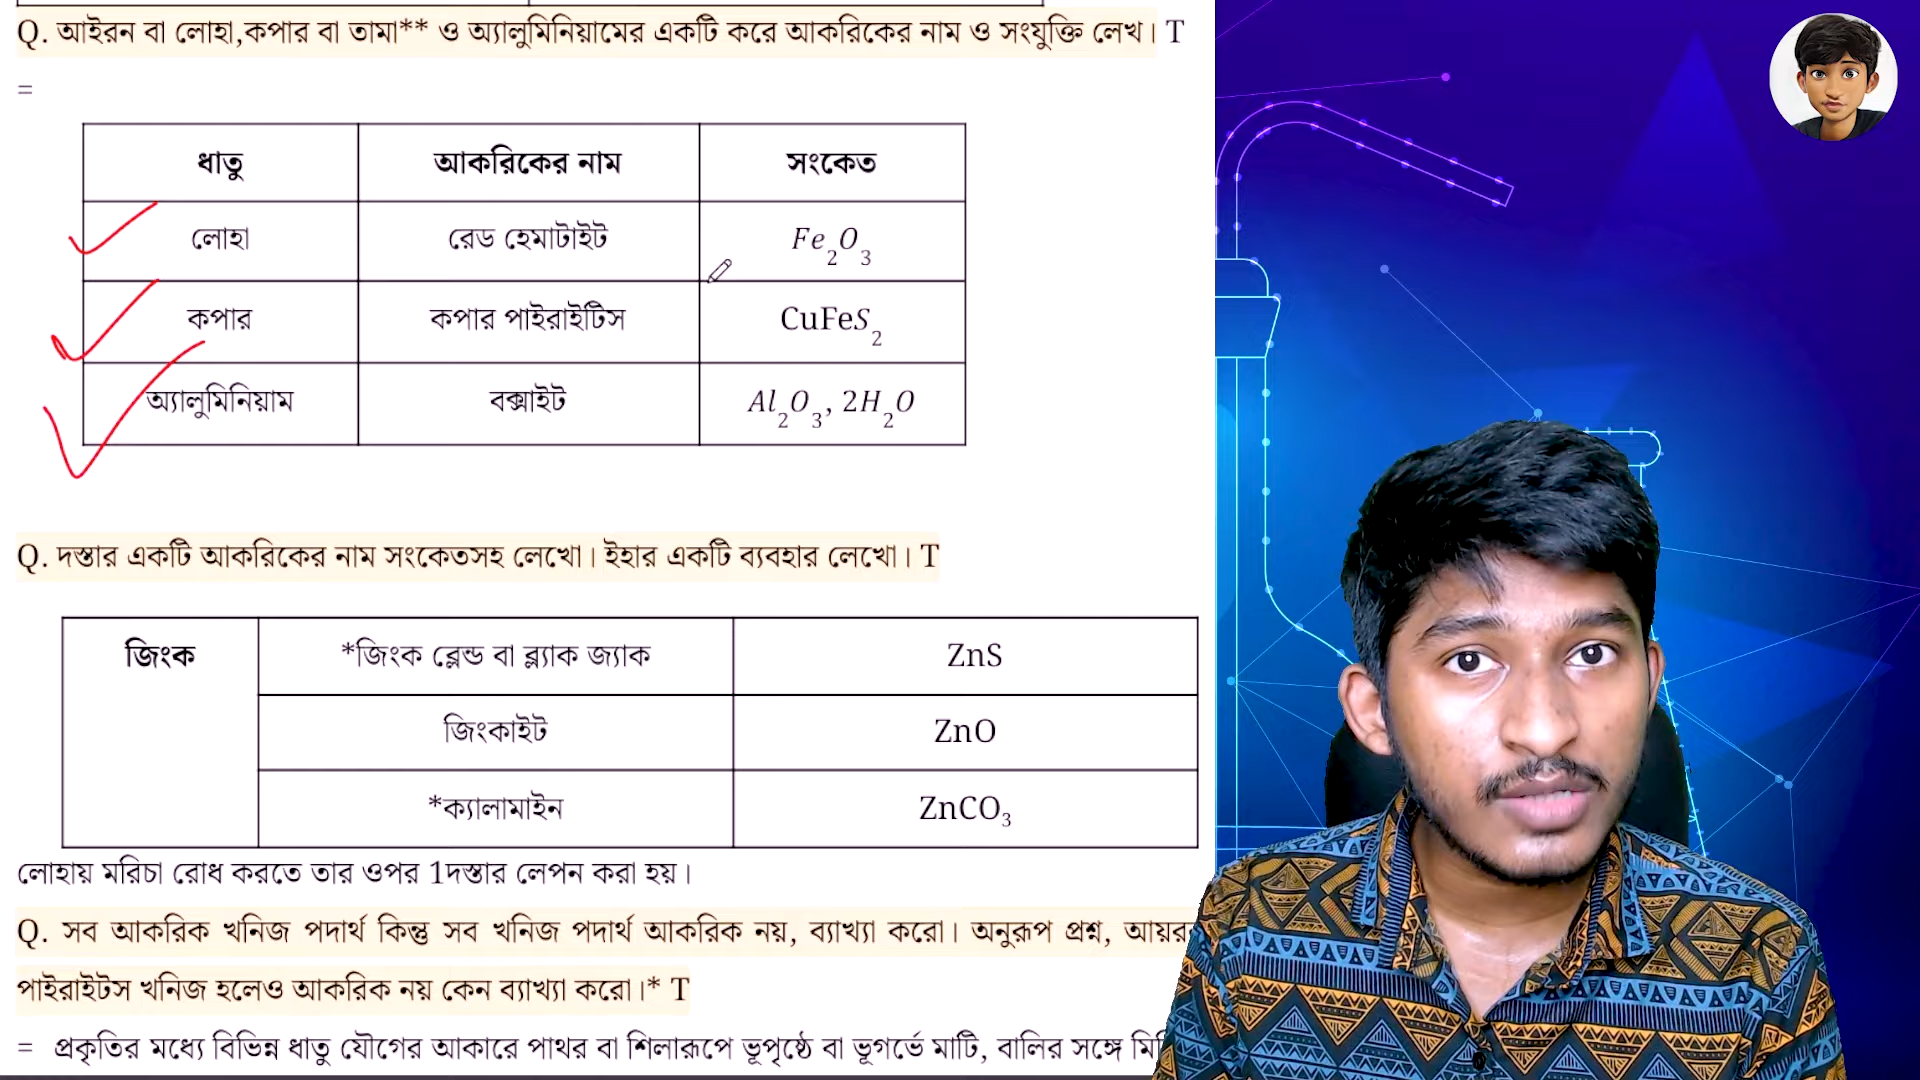 Q. আইরন বা লোহা,কপার বা তামা** ও অ্যালুমিনিয়ামের একটি করে আকরিকের নাম ও সংযুক্তি লেখ। T
=
ধাতু আকরিকের নাম সংকেত
লোহা রেড হেমাটাইট Fe₂O₃
কপার কপার পাইরাইটিস CuFeS₂
অ্যালুমিনিয়াম বক্সাইট Al₂O₃, 2H₂O
Q. দস্তার একটি আকরিকের নাম সংকেতসহ লেখো। ইহার একটি ব্যবহার লেখো। T
জিংক *জিংক ব্লেন্ড বা ব্ল্যাক জ্যাক ZnS
জিংকাইট ZnO
*ক্যালামাইন ZnCO₃
লোহায় মরিচা রোধ করতে তার ওপর 1দস্তার লেপন করা হয়।
Q. সব আকরিক খনিজ পদার্থ কিন্তু সব খনিজ পদার্থ আকরিক নয়, ব্যাখ্যা করো। অনুরূপ প্রশ্ন,
পাইরাইটস খনিজ হলেও আকরিক নয় কেন ব্যাখ্যা করো।* T
= প্রকৃতির মধ্যে বিভিন্ন ধাতু যৌগের আকারে পাথর বা শিলারূপে ভূপৃষ্ঠে বা ভূগর্ভে মাটি, বালির সঙ্গে